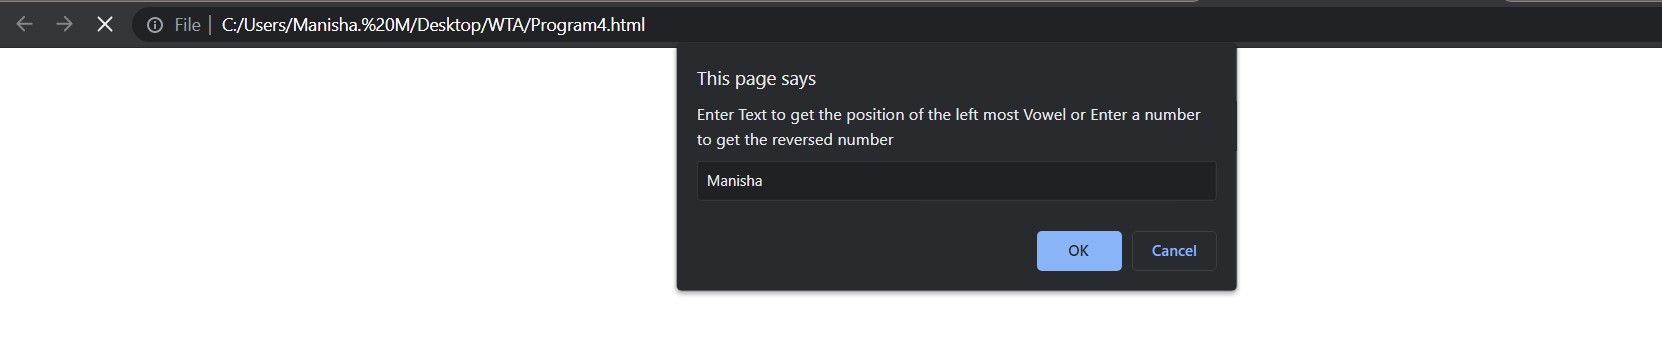 File | C:/Users/Manisha.%20M/Desktop/WTA/Program4.html
This page says
Enter Text to get the position of the left most Vowel or Enter a number
to get the reversed number
Manisha
OK Cancel